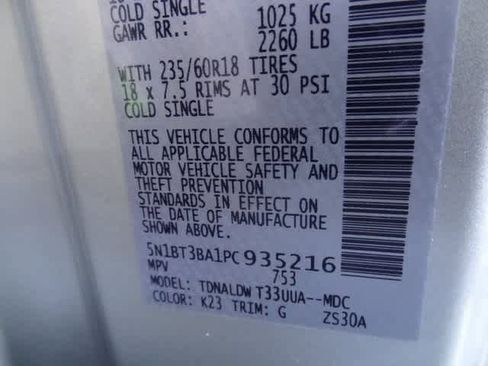 COLD SINGLE 1025 KG
GAWR RR.: 2260 LB
WITH 235/60R18 TIRES
18 x 7.5 RIMS AT 30 PSI
COLD SINGLE
THIS VEHICLE CONFORMS TO
ALL APPLICABLE FEDERAL
MOTOR VEHICLE SAFETY AND
THEFT PREVENTION
STANDARDS IN EFFECT ON
THE DATE OF MANUFACTURE
SHOWN ABOVE.
5N1BT3BA1PC935216
MPV 753
MODEL: TDNALDW T33UUA--MDC
COLOR: K23 TRIM: G ZS30A